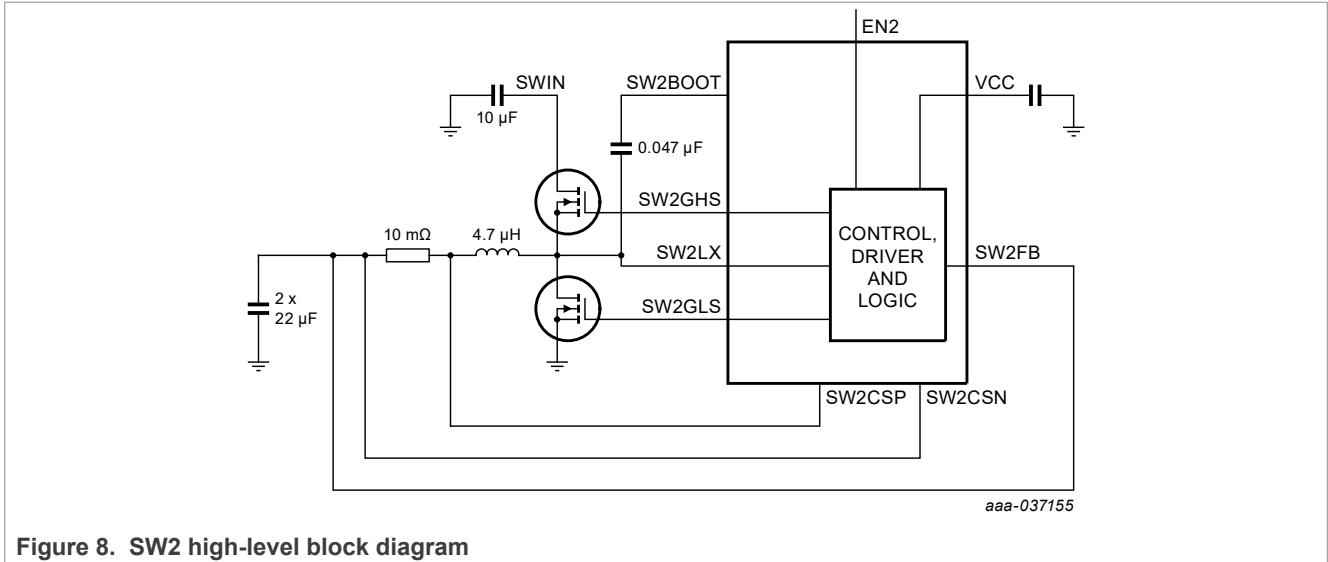 EN2
SWIN
SW2BOOT
VCC
10 µF
0.047 µF
SW2GHS
10 mΩ
4.7 µH
CONTROL,
DRIVER
AND
LOGIC
SW2LX
SW2FB
2 x
22 µF
SW2GLS
SW2CSP
SW2CSN
aaa-037155
Figure 8. SW2 high-level block diagram